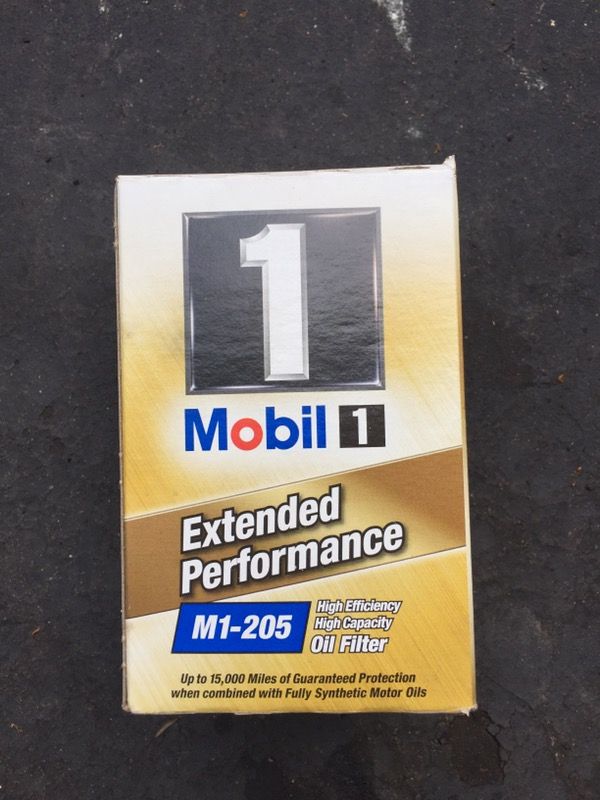 1
Mobil 1
Extended
Performance
M1-205
High Efficiency
High Capacity
Oil Filter
Up to 15,000 Miles of Guaranteed Protection
when combined with Fully Synthetic Motor Oils